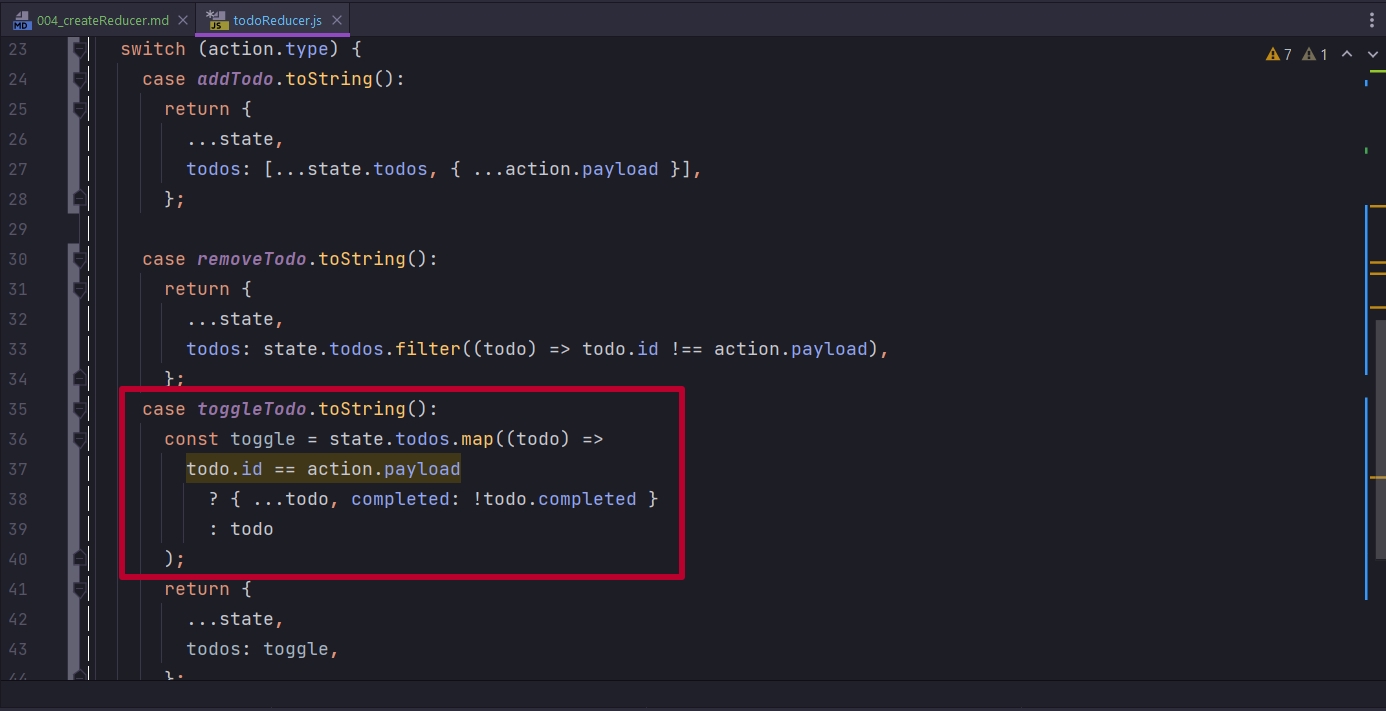 004_createReducer.md
todoReducer.js
7 1
23 switch (action.type) {
24 case addTodo.toString():
25 return {
26 ...state,
27 todos: [...state.todos, { ...action.payload }],
28 };
29
30 case removeTodo.toString():
31 return {
32 ...state,
33 todos: state.todos.filter((todo) => todo.id !== action.payload),
34 };
35 case toggleTodo.toString():
36 const toggle = state.todos.map((todo) =>
37 todo.id == action.payload
38 ? { ...todo, completed: !todo.completed }
39 : todo
40 );
41 return {
42 ...state,
43 todos: toggle,
44 };